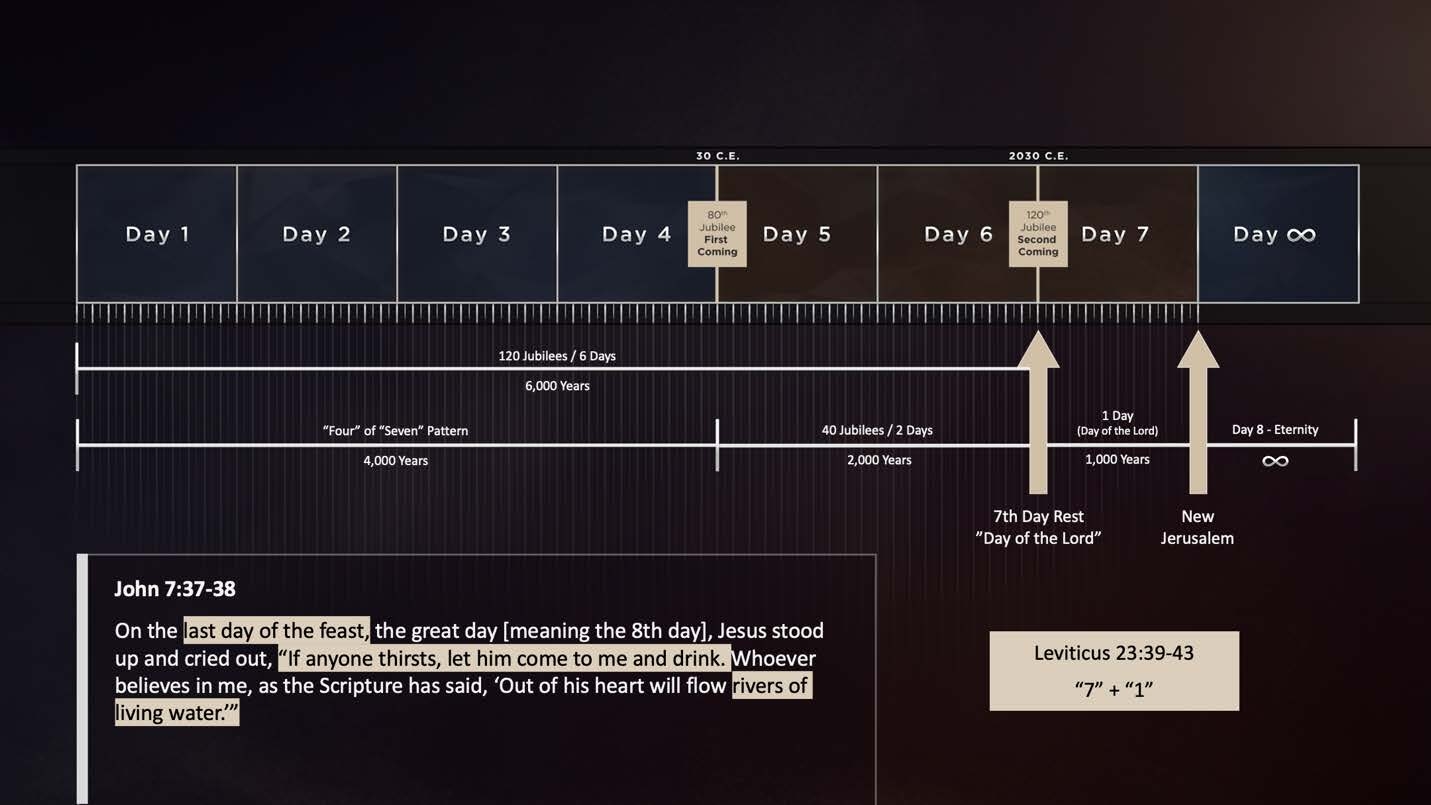 30 C.E.
2030 C.E.
Day 1
Day 2
Day 3
Day 4
80th
Jubilee
First
Coming
Day 5
Day 6
120th
Jubilee
Second
Coming
Day 7
Day ∞
120 Jubilees / 6 Days
6,000 Years
“Four” of “Seven” Pattern
4,000 Years
40 Jubilees / 2 Days
2,000 Years
1 Day
(Day of the Lord)
1,000 Years
Day 8 - Eternity
∞
7th Day Rest
”Day of the Lord”
New
Jerusalem
John 7:37-38
On the last day of the feast, the great day [meaning the 8th day], Jesus stood
up and cried out, “If anyone thirsts, let him come to me and drink. Whoever
believes in me, as the Scripture has said, ‘Out of his heart will flow rivers of
living water.’”
Leviticus 23:39-43
“7” + “1”